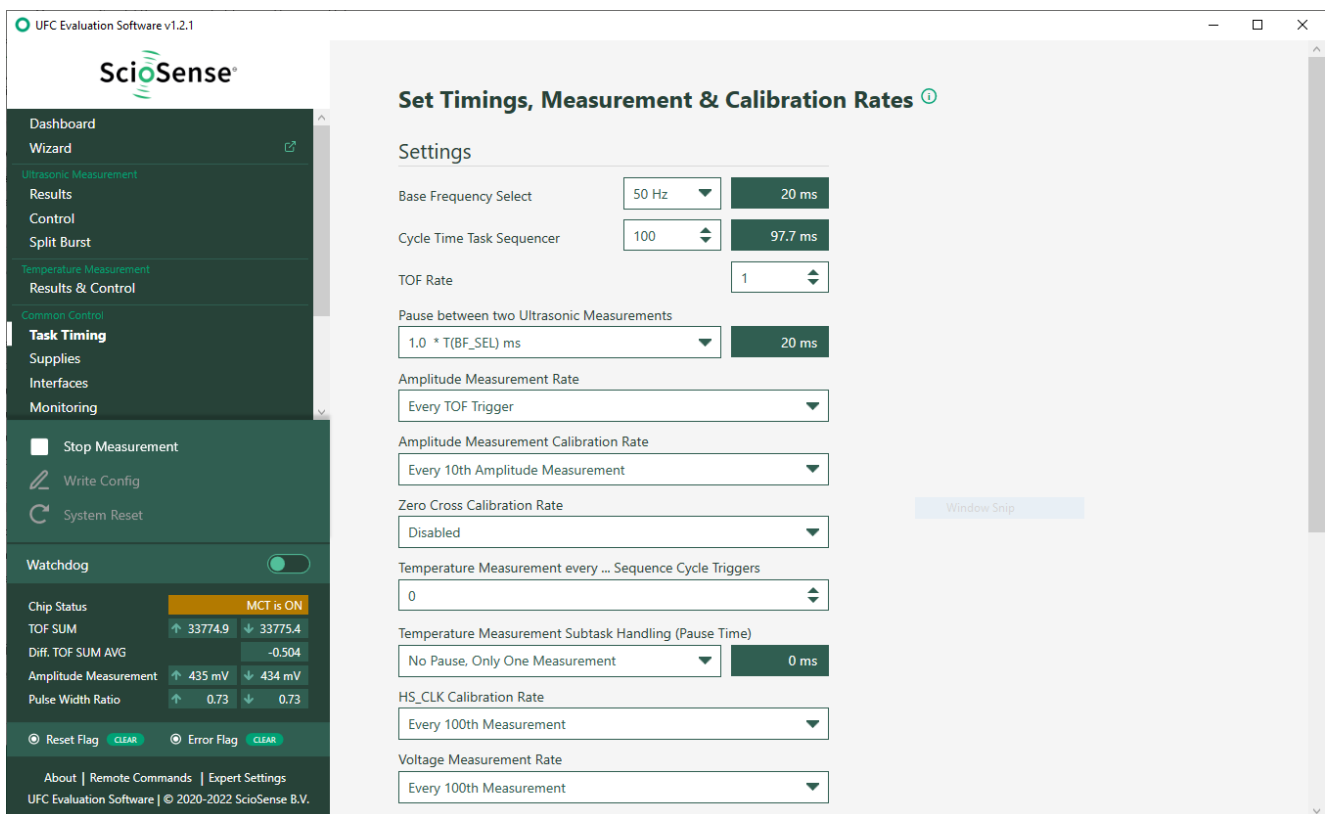 UFC Evaluation Software v1.2.1
ScioSense
Dashboard
Wizard
Ultrasonic Measurement
Results
Control
Split Burst
Temperature Measurement
Results & Control
Common Control
Task Timing
Supplies
Interfaces
Monitoring
Stop Measurement
Write Config
System Reset
Watchdog
Chip Status MCT is ON
TOF SUM 33774.9 33775.4
Diff. TOF SUM AVG -0.504
Amplitude Measurement 435 mV 434 mV
Pulse Width Ratio 0.73 0.73
Reset Flag CLEAR Error Flag CLEAR
About | Remote Commands | Expert Settings
UFC Evaluation Software | © 2020-2022 ScioSense B.V.
Set Timings, Measurement & Calibration Rates
Settings
Base Frequency Select 50 Hz 20 ms
Cycle Time Task Sequencer 100 97.7 ms
TOF Rate 1
Pause between two Ultrasonic Measurements
1.0 * T(BF_SEL) ms 20 ms
Amplitude Measurement Rate
Every TOF Trigger
Amplitude Measurement Calibration Rate
Every 10th Amplitude Measurement
Zero Cross Calibration Rate
Disabled
Window Snip
Temperature Measurement every ... Sequence Cycle Triggers
0
Temperature Measurement Subtask Handling (Pause Time)
No Pause, Only One Measurement 0 ms
HS_CLK Calibration Rate
Every 100th Measurement
Voltage Measurement Rate
Every 100th Measurement